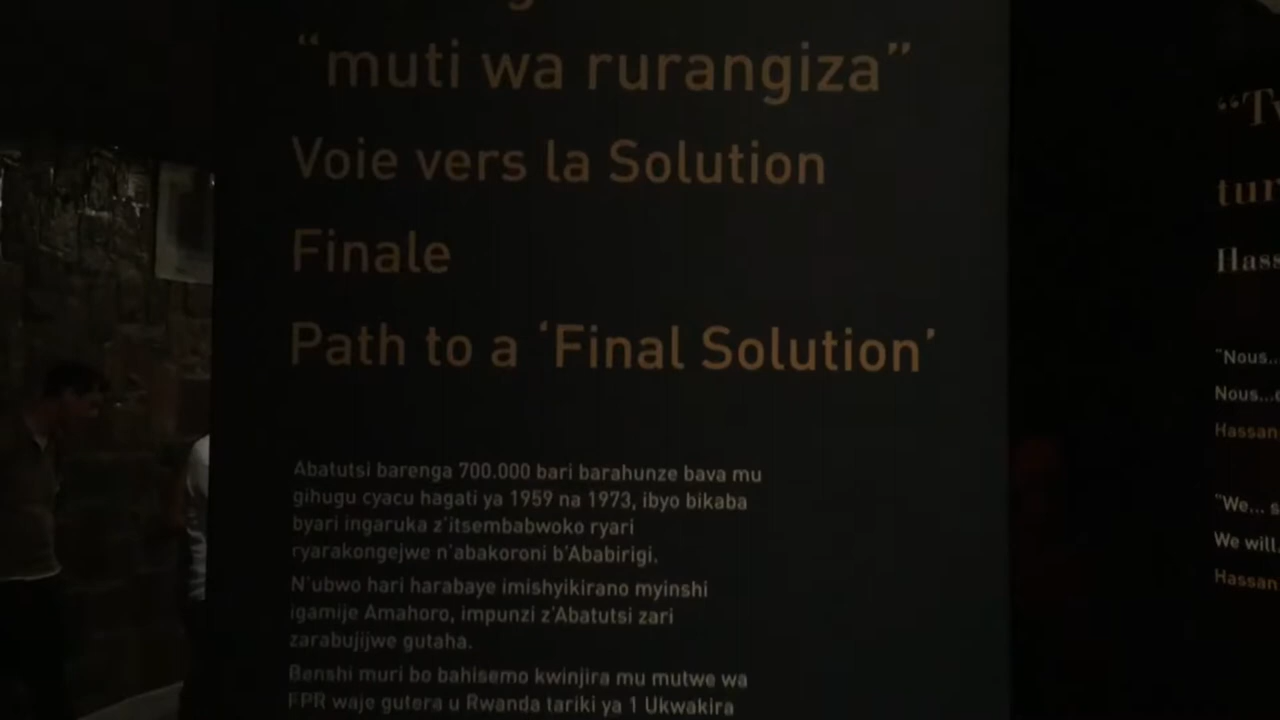 “muti wa rurangiza”
Voie vers la Solution
Finale
Path to a ‘Final Solution’
Abatutsi barenga 700.000 bari barahunze bava mu
gihugu cyacu hagati ya 1959 na 1973, ibyo bikaba
byari ingaruka z'itsembabwoko ryari
ryarakongejwe n'abakoroni b'Ababirigi.
N'ubwo hari harabaye imishyikirano myinshi
igamije Amahoro, impunzi z'Abatutsi zari
zarabujijwe gutaha.
Benshi muri bo bahisemo kwinjira mu mutwe wa
FPR waje gutera u Rwanda tariki ya 1 Ukwakira
"Nous...
Nous...
Hassan
"We...
We will
Hassan